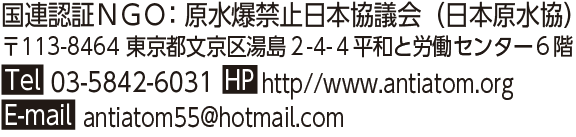 国連認証NGO：原水爆禁止日本協議会（日本原水協）
〒113-8464 東京都文京区湯島2-4-4平和と労働センター6階
Tel 03-5842-6031 HP http//www.antiatom.org
E-mail antiatom55@hotmail.com